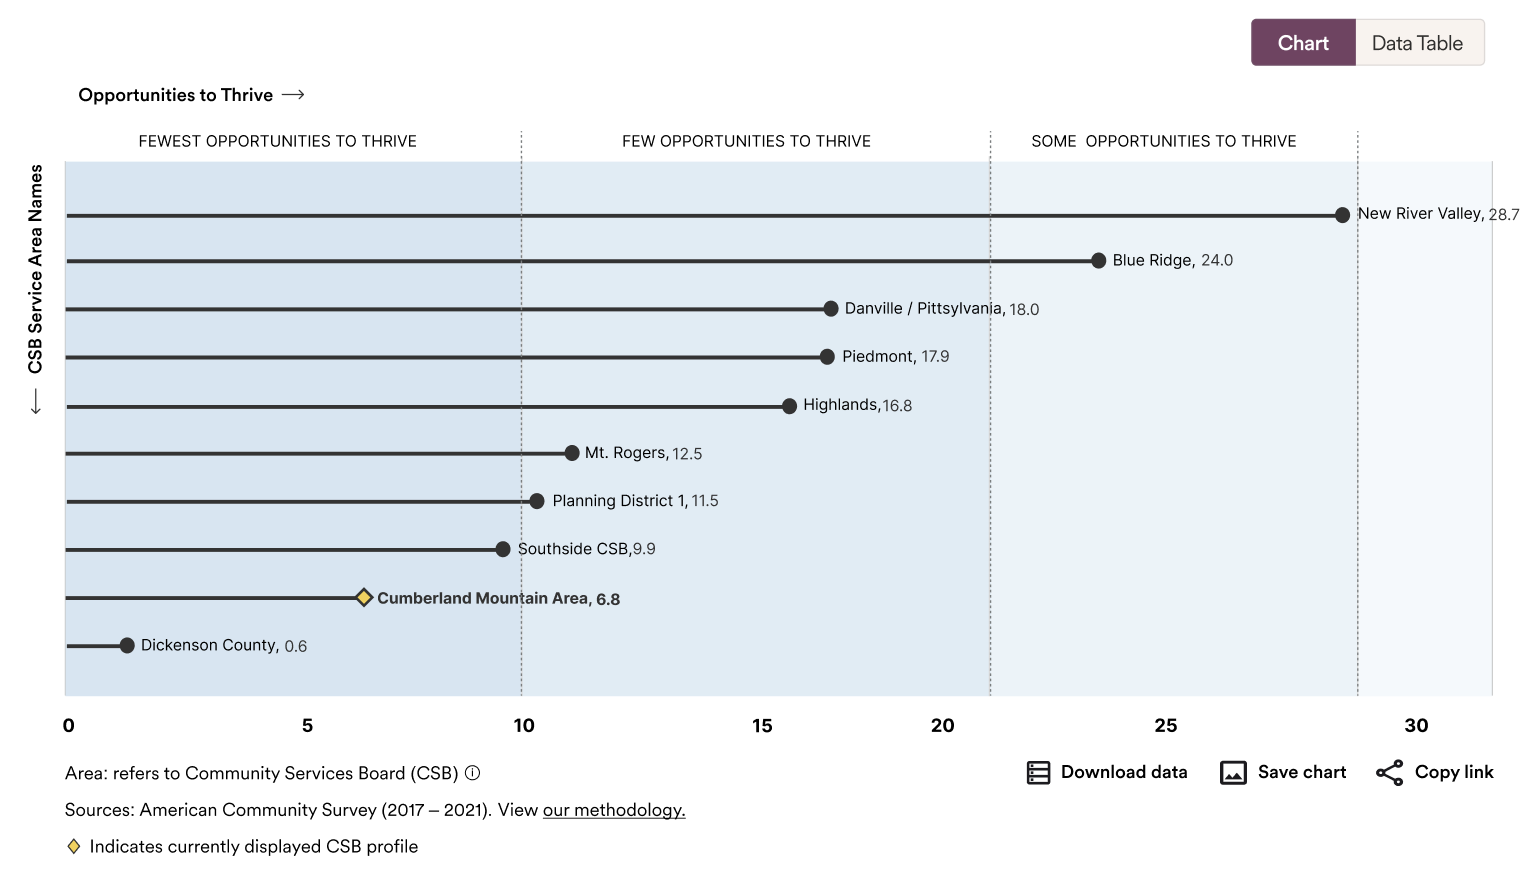 Chart
Data Table
Opportunities to Thrive
FEWEST OPPORTUNITIES TO THRIVE
FEW OPPORTUNITIES TO THRIVE
SOME OPPORTUNITIES TO THRIVE
CSB Service Area Names
New River Valley, 28.7
Blue Ridge, 24.0
Danville / Pittsylvania, 18.0
Piedmont, 17.9
Highlands,16.8
Mt. Rogers, 12.5
Planning District 1, 11.5
Southside CSB,9.9
Cumberland Mountain Area, 6.8
Dickenson County, 0.6
0 5 10 15 20 25 30
Area: refers to Community Services Board (CSB)
Download data
Save chart
Copy link
Sources: American Community Survey (2017 – 2021). View our methodology.
Indicates currently displayed CSB profile